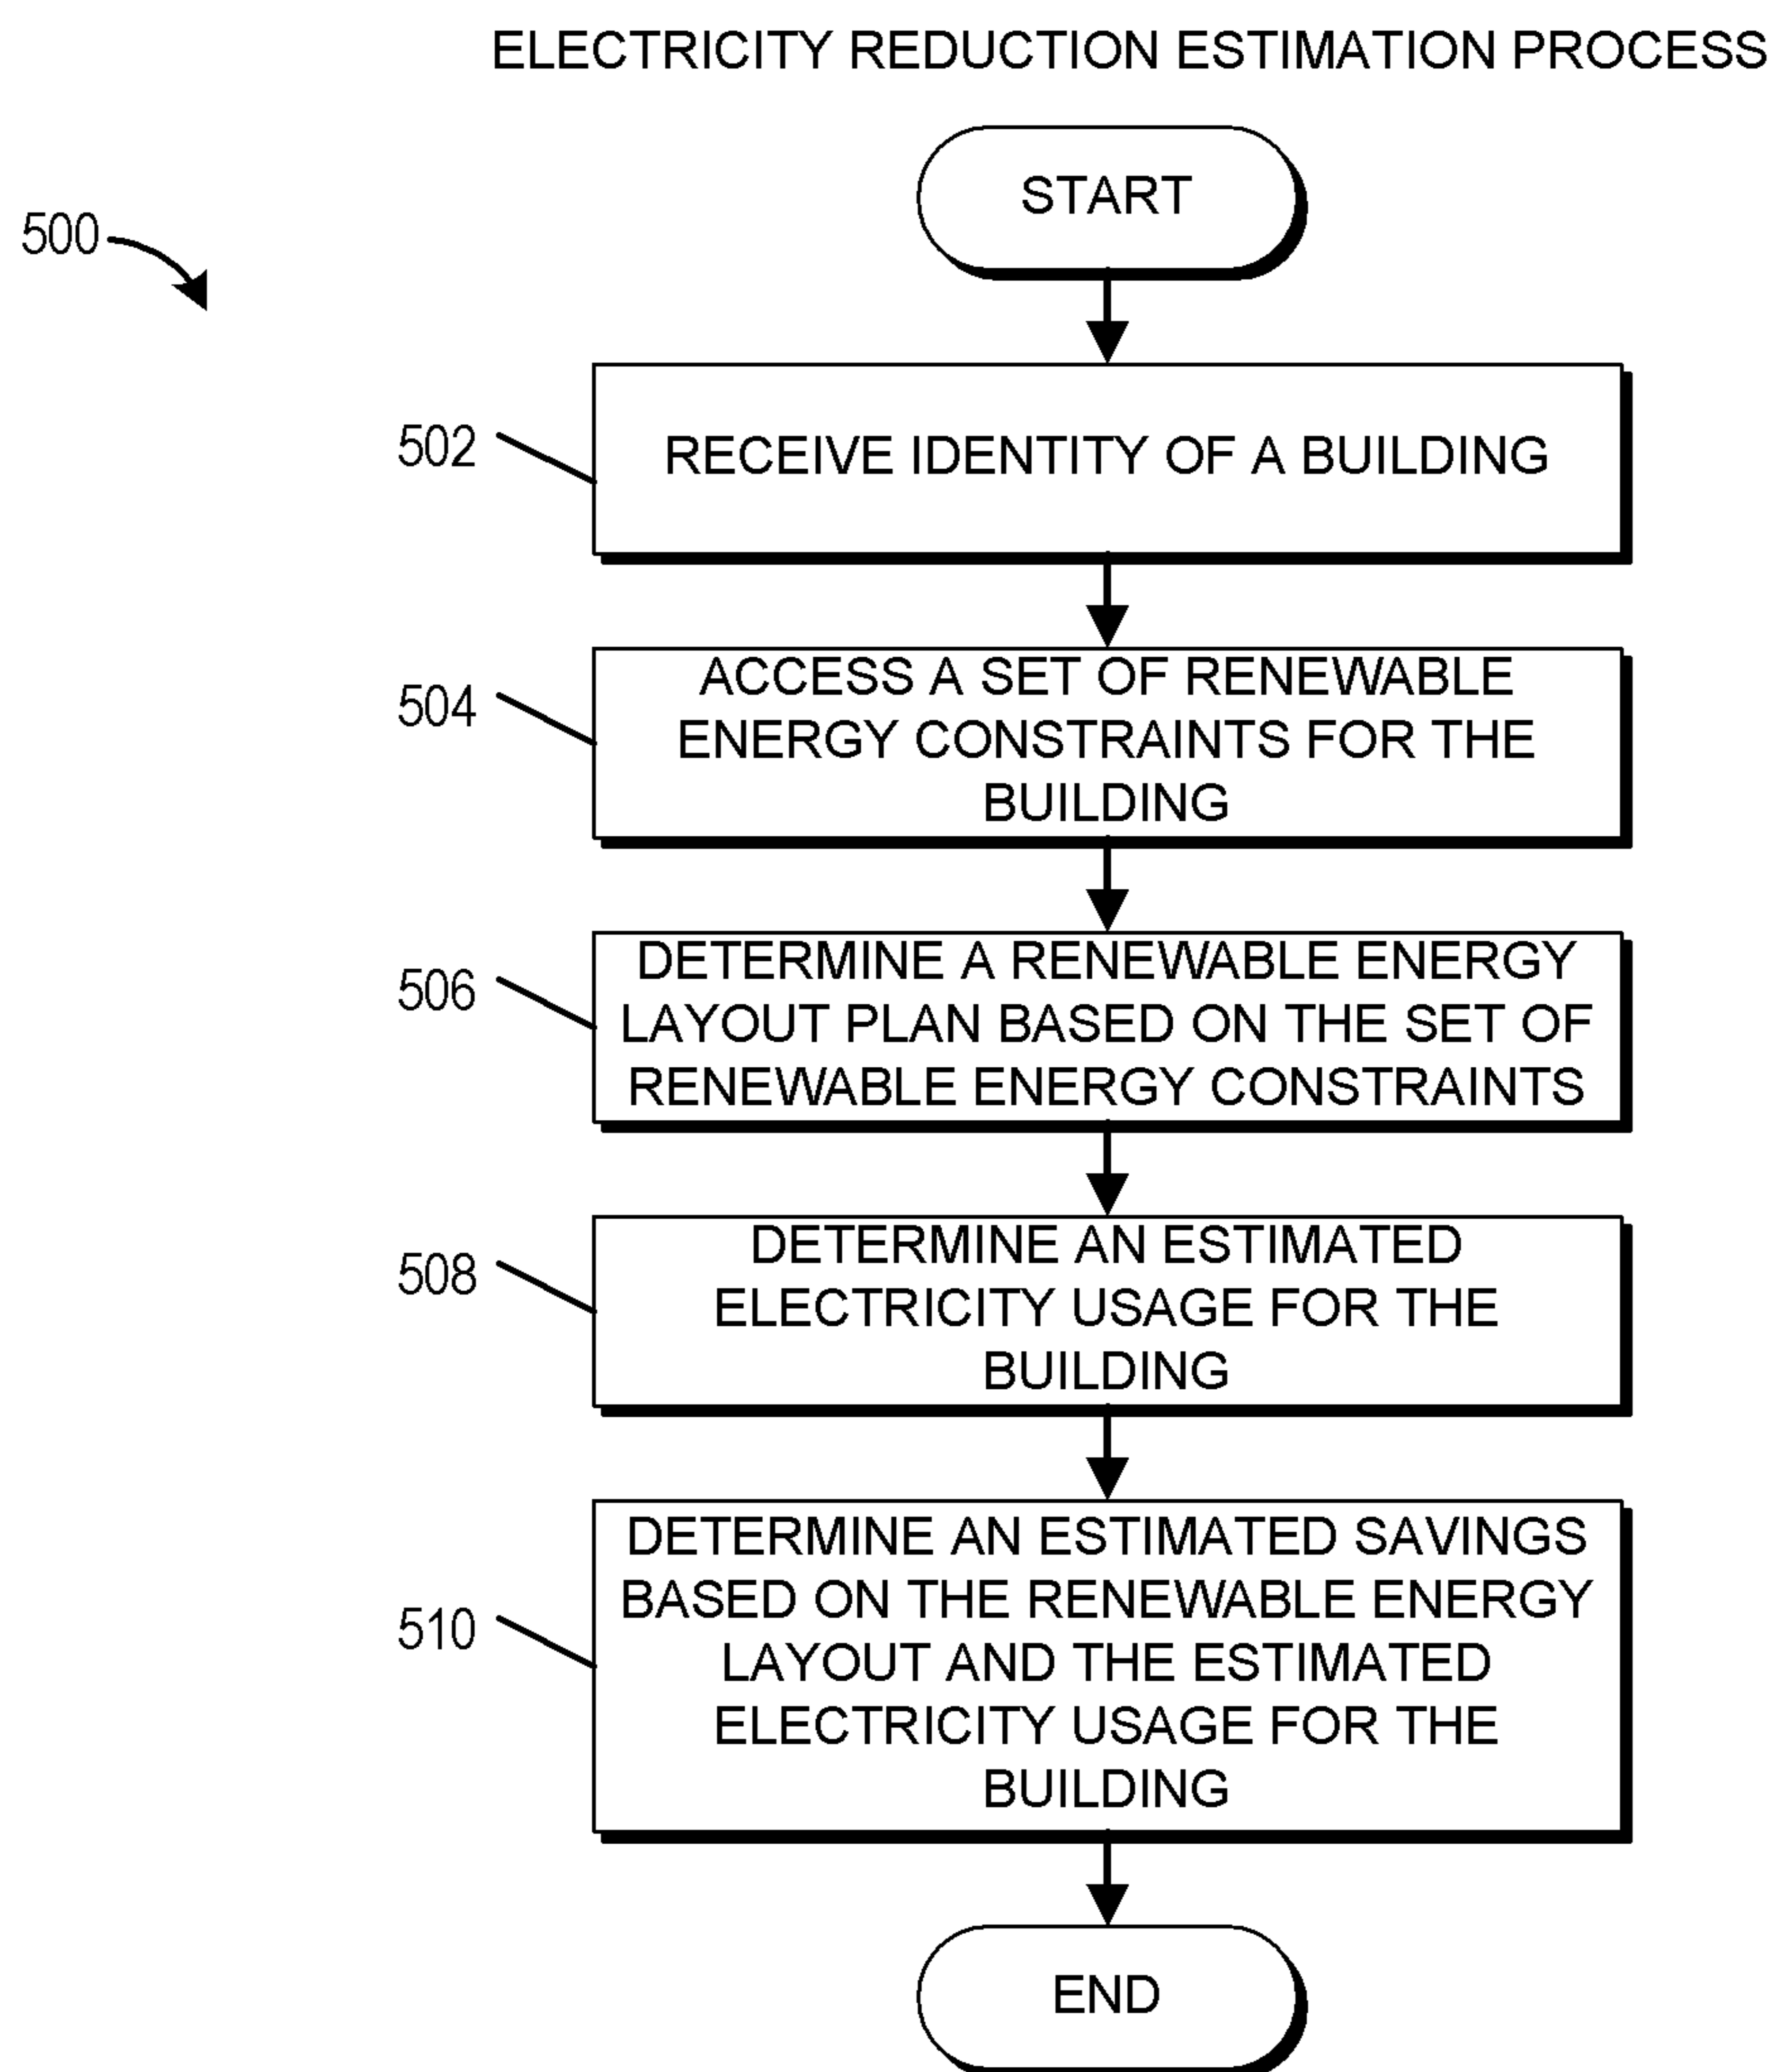 ELECTRICITY REDUCTION ESTIMATION PROCESS
START
500
502
RECEIVE IDENTITY OF A BUILDING
504
ACCESS A SET OF RENEWABLE
ENERGY CONSTRAINTS FOR THE
BUILDING
506
DETERMINE A RENEWABLE ENERGY
LAYOUT PLAN BASED ON THE SET OF
RENEWABLE ENERGY CONSTRAINTS
508
DETERMINE AN ESTIMATED
ELECTRICITY USAGE FOR THE
BUILDING
510
DETERMINE AN ESTIMATED SAVINGS
BASED ON THE RENEWABLE ENERGY
LAYOUT AND THE ESTIMATED
ELECTRICITY USAGE FOR THE
BUILDING
END